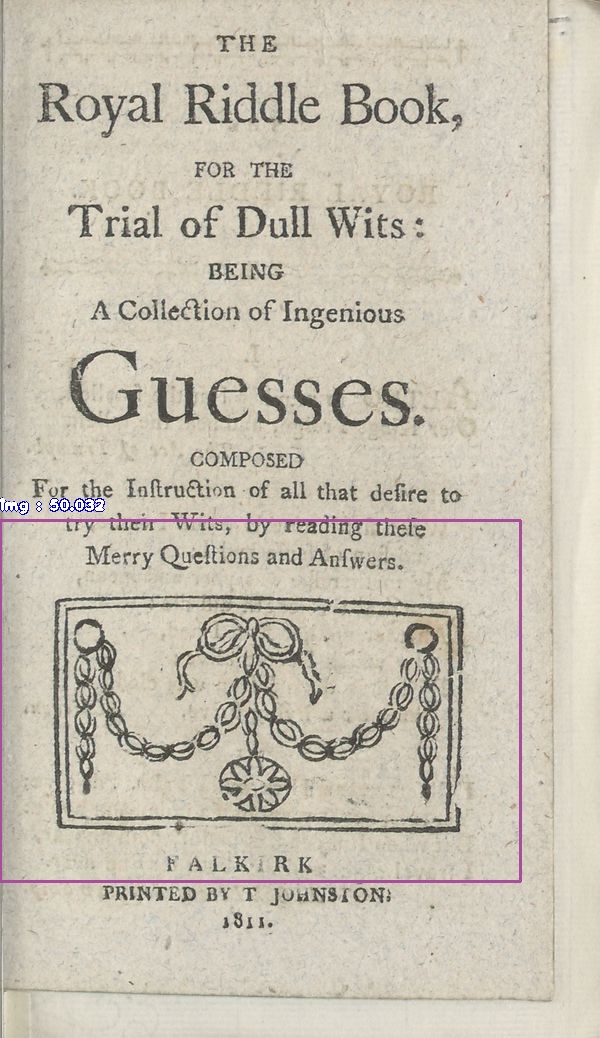 THE
Royal Riddle Book,
FOR THE
Trial of Dull Wits:
BEING
A Collection of Ingenious
Guesses.
COMPOSED
For the Inſtruction of all that deſire to
img : 50.032
try their Wits, by reading theſe
Merry Queſtions and Anſwers.
FALKIRK
PRINTED BY T JOHNSTON;
1811.